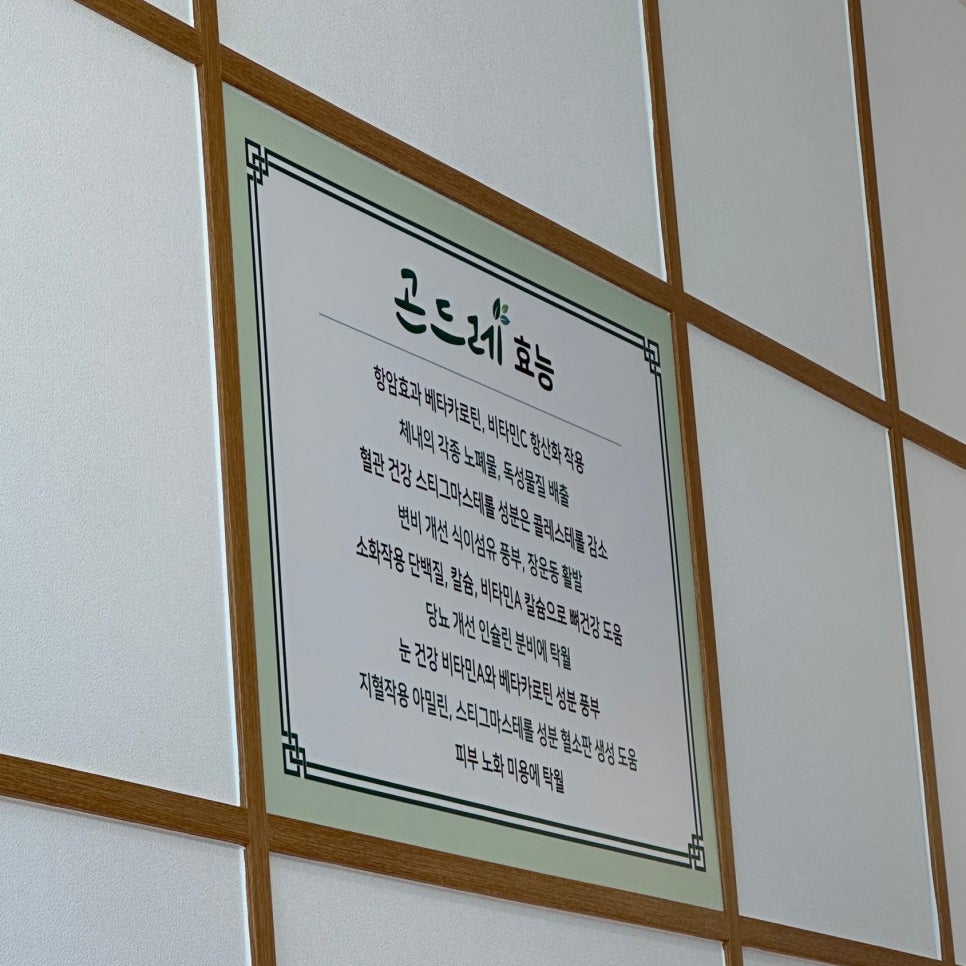 곤드레 효능
항암효과 베타카로틴, 비타민C 항산화 작용
체내의 각종 노폐물, 독성물질 배출
혈관 건강 스티그마스테롤 성분은 콜레스테롤 감소
변비 개선 식이섬유 풍부, 장운동 활발
소화작용 단백질, 칼슘, 비타민A 칼슘으로 뼈건강 도움
당뇨 개선 인슐린 분비에 탁월
눈 건강 비타민A와 베타카로틴 성분 풍부
지혈작용 아밀린, 스티그마스테롤 성분 혈소판 생성 도움
피부 노화 미용에 탁월